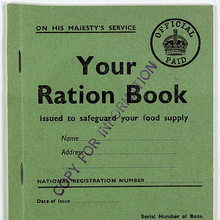 ON HIS MAJESTY'S SERVICE
OFFICIAL
PAID
Your
Ration Book
issued to safeguard your food supply
Name
Address
COPY FOR INFORMATION
NATIONAL REGISTRATION NUMBER
Date of Issue
Serial Number of Book